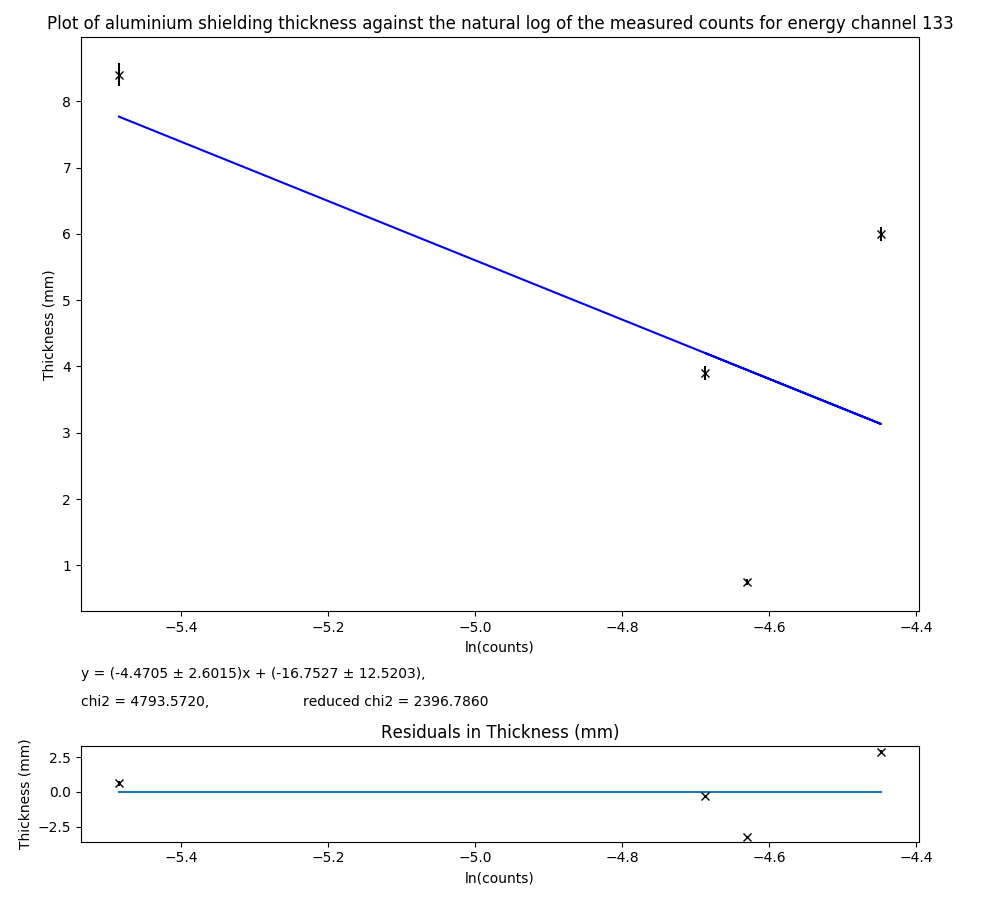 Plot of aluminium shielding thickness against the natural log of the measured counts for energy channel 133
8
7
6
5
4
3
2
1
Thickness (mm)
−5.4 −5.2 −5.0 −4.8 −4.6 −4.4
ln(counts)
y = (-4.4705 ± 2.6015)x + (-16.7527 ± 12.5203),
chi2 = 4793.5720, reduced chi2 = 2396.7860
Residuals in Thickness (mm)
2.5
0.0
−2.5
Thickness (mm)
−5.4 −5.2 −5.0 −4.8 −4.6 −4.4
ln(counts)